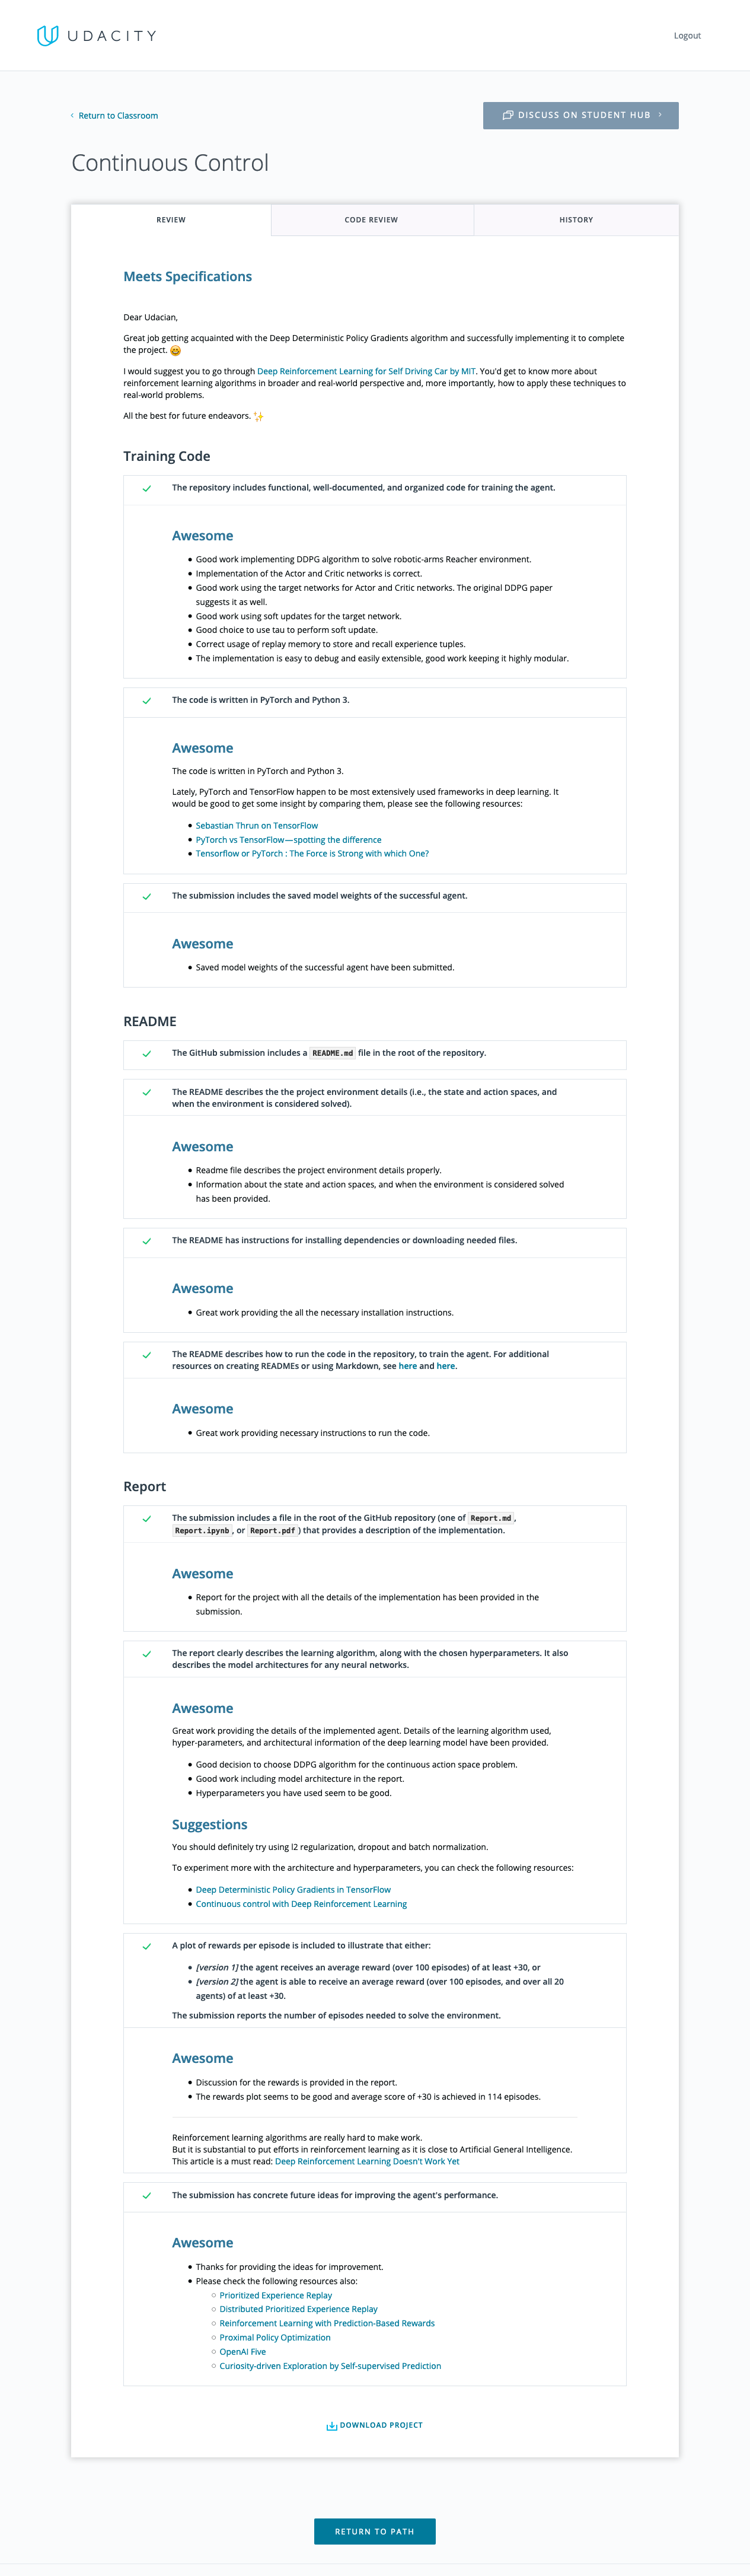 UDACITY
Logout
Return to Classroom
DISCUSS ON STUDENT HUB
Continuous Control
REVIEW
CODE REVIEW
HISTORY
Meets Specifications
Dear Udacian,
Great job getting acquainted with the Deep Deterministic Policy Gradients algorithm and successfully implementing it to complete
the project. 😄
I would suggest you to go through Deep Reinforcement Learning for Self Driving Car by MIT. You'd get to know more about
reinforcement learning algorithms in broader and real-world perspective and, more importantly, how to apply these techniques to
real-world problems.
All the best for future endeavors. ✨
Training Code
The repository includes functional, well-documented, and organized code for training the agent.
Awesome
Good work implementing DDPG algorithm to solve robotic-arms Reacher environment.
Implementation of the Actor and Critic networks is correct.
Good work using the target networks for Actor and Critic networks. The original DDPG paper
suggests it as well.
Good work using soft updates for the target network.
Good choice to use tau to perform soft update.
Correct usage of replay memory to store and recall experience tuples.
The implementation is easy to debug and easily extensible, good work keeping it highly modular.
The code is written in PyTorch and Python 3.
Awesome
The code is written in PyTorch and Python 3.
Lately, PyTorch and TensorFlow happen to be most extensively used frameworks in deep learning. It
would be good to get some insight by comparing them, please see the following resources:
Sebastian Thrun on TensorFlow
PyTorch vs TensorFlow—spotting the difference
Tensorflow or PyTorch : The Force is Strong with which One?
The submission includes the saved model weights of the successful agent.
Awesome
Saved model weights of the successful agent have been submitted.
README
The GitHub submission includes a README.md file in the root of the repository.
The README describes the the project environment details (i.e., the state and action spaces, and
when the environment is considered solved).
Awesome
Readme file describes the project environment details properly.
Information about the state and action spaces, and when the environment is considered solved
has been provided.
The README has instructions for installing dependencies or downloading needed files.
Awesome
Great work providing the all the necessary installation instructions.
The README describes how to run the code in the repository, to train the agent. For additional
resources on creating READMEs or using Markdown, see here and here.
Awesome
Great work providing necessary instructions to run the code.
Report
The submission includes a file in the root of the GitHub repository (one of Report.md,
Report.ipynb, or Report.pdf) that provides a description of the implementation.
Awesome
Report for the project with all the details of the implementation has been provided in the
submission.
The report clearly describes the learning algorithm, along with the chosen hyperparameters. It also
describes the model architectures for any neural networks.
Awesome
Great work providing the details of the implemented agent. Details of the learning algorithm used,
hyper-parameters, and architectural information of the deep learning model have been provided.
Good decision to choose DDPG algorithm for the continuous action space problem.
Good work including model architecture in the report.
Hyperparameters you have used seem to be good.
Suggestions
You should definitely try using l2 regularization, dropout and batch normalization.
To experiment more with the architecture and hyperparameters, you can check the following resources:
Deep Deterministic Policy Gradients in TensorFlow
Continuous control with Deep Reinforcement Learning
A plot of rewards per episode is included to illustrate that either:
[version 1] the agent receives an average reward (over 100 episodes) of at least +30, or
[version 2] the agent is able to receive an average reward (over 100 episodes, and over all 20
agents) of at least +30.
The submission reports the number of episodes needed to solve the environment.
Awesome
Discussion for the rewards is provided in the report.
The rewards plot seems to be good and average score of +30 is achieved in 114 episodes.
Reinforcement learning algorithms are really hard to make work.
But it is substantial to put efforts in reinforcement learning as it is close to Artificial General Intelligence.
This article is a must read: Deep Reinforcement Learning Doesn't Work Yet
The submission has concrete future ideas for improving the agent's performance.
Awesome
Thanks for providing the ideas for improvement.
Please check the following resources also:
Prioritized Experience Replay
Distributed Prioritized Experience Replay
Reinforcement Learning with Prediction-Based Rewards
Proximal Policy Optimization
OpenAI Five
Curiosity-driven Exploration by Self-supervised Prediction
DOWNLOAD PROJECT
RETURN TO PATH